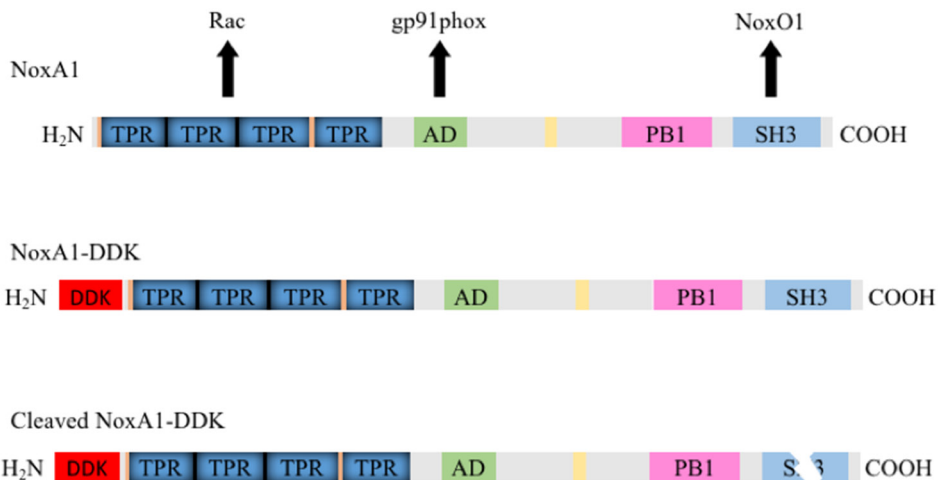 Rac gp91phox NoxO1
NoxA1
H₂N TPR TPR TPR TPR AD PB1 SH3 COOH
NoxA1-DDK
H₂N DDK TPR TPR TPR TPR AD PB1 SH3 COOH
Cleaved NoxA1-DDK
H₂N DDK TPR TPR TPR TPR AD PB1 S 3 COOH